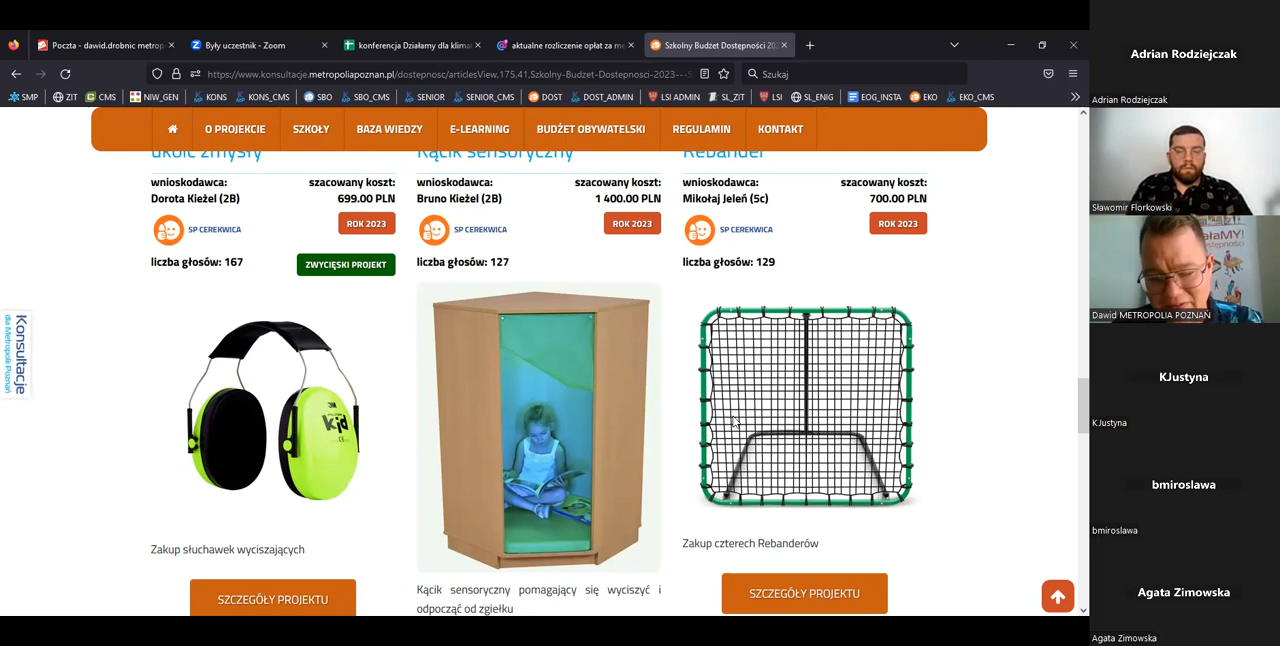 Poczta - dawid.drobnic metrop
Były uczestnik - Zoom
konferencja Działamy dla klima
aktualne rozliczenie opłat za me
Szkolny Budżet Dostępności 202
https://www.konsultacje.metropoliapoznan.pl/dostepnosc/articlesView,175,41,Szkolny-Budzet-Dostepnosci-2023---S
Szukaj
SMP
ZIT
CMS
NIW_GEN
KONS
KONS_CMS
SBO
SBO_CMS
SENIOR
SENIOR_CMS
DOST
DOST_ADMIN
LSI ADMIN
SL_ZIT
LSI
SL_ENIG
EOG_INSTA
EKO
EKO_CMS
O PROJEKCIE
SZKOŁY
BAZA WIEDZY
E-LEARNING
BUDŻET OBYWATELSKI
REGULAMIN
KONTAKT
ukoić zmysły
wnioskodawca:
szacowany koszt:
Dorota Kieżel (2B)
699.00 PLN
SP CEREKWICA
ROK 2023
liczba głosów: 167
ZWYCIĘSKI PROJEKT
3M
kid
CE
Zakup słuchawek wyciszających
SZCZEGÓŁY PROJEKTU
Kącik sensoryczny
wnioskodawca:
szacowany koszt:
Bruno Kieżel (2B)
1 400.00 PLN
SP CEREKWICA
ROK 2023
liczba głosów: 127
Kącik sensoryczny pomagający się wyciszyć i
odpocząć od zgiełku
Rebander
wnioskodawca:
szacowany koszt:
Mikołaj Jeleń (5c)
700.00 PLN
SP CEREKWICA
ROK 2023
liczba głosów: 129
Zakup czterech Rebanderów
SZCZEGÓŁY PROJEKTU
Konsultacje
dla Metropolii Poznań
Adrian Rodziejczak
Adrian Rodziejczak
Sławomir Florkowski
ałaMY!
stępności
Dawid METROPOLIA POZNAŃ
KJustyna
KJustyna
bmiroslawa
bmiroslawa
Agata Zimowska
Agata Zimowska